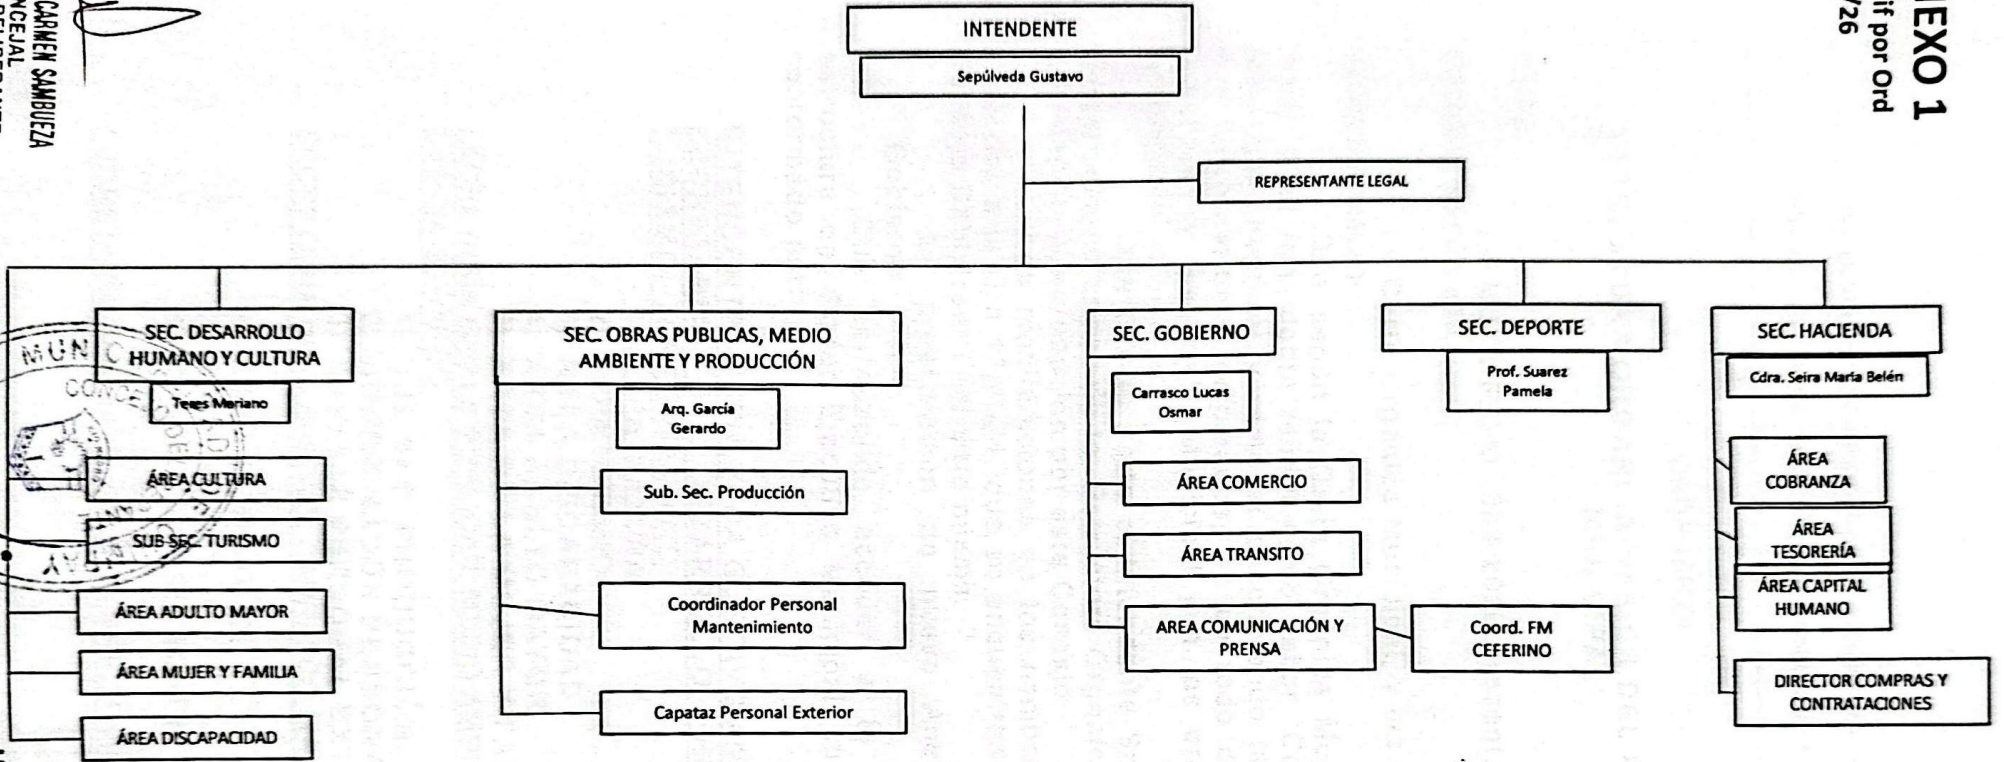 EXO 1
if por Ord
/26
CARMEN SAMBUEZA
NCEJAL
INTENDENTE
Sepúlveda Gustavo
REPRESENTANTE LEGAL
SEC. DESARROLLO
HUMANO Y CULTURA
Teres Mariano
ÁREA CULTURA
SUB SEC. TURISMO
ÁREA ADULTO MAYOR
ÁREA MUJER Y FAMILIA
ÁREA DISCAPACIDAD
SEC. OBRAS PUBLICAS, MEDIO
AMBIENTE Y PRODUCCIÓN
Arq. García
Gerardo
Sub. Sec. Producción
Coordinador Personal
Mantenimiento
Capataz Personal Exterior
SEC. GOBIERNO
Carrasco Lucas
Osmar
ÁREA COMERCIO
ÁREA TRANSITO
AREA COMUNICACIÓN Y
PRENSA
Coord. FM
CEFERINO
SEC. DEPORTE
Prof. Suarez
Pamela
SEC. HACIENDA
Cdra. Seira María Belén
ÁREA
COBRANZA
ÁREA
TESORERÍA
ÁREA CAPITAL
HUMANO
DIRECTOR COMPRAS Y
CONTRATACIONES